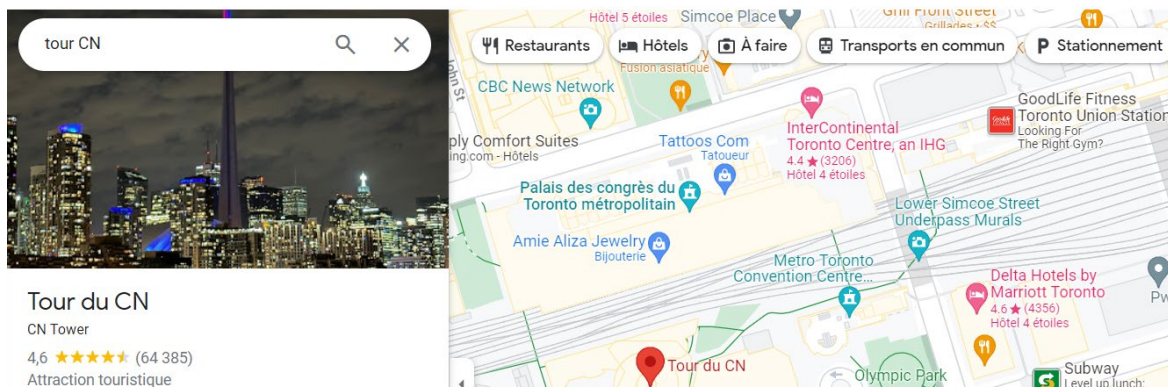 tour CN
Tour du CN
CN Tower
4,6
(64 385)
Attraction touristique
Hôtel 5 étoiles
Simcoe Place
Grill Front Street
Grillades • $$
Restaurants
Hôtels
À faire
Transports en commun
P Stationnement
John St
Fusion asiatique
CBC News Network
ply Comfort Suites
ing.com - Hôtels
Tattoos Com
Tatoueur
InterContinental
Toronto Centre, an IHG
4.4 ★ (3206)
Hôtel 4 étoiles
GoodLife Fitness
Toronto Union Station
Looking For
The Right Gym?
Palais des congrès du
Toronto métropolitain
Lower Simcoe Street
Underpass Murals
Amie Aliza Jewelry
Bijouterie
Metro Toronto
Convention Centre...
Delta Hotels by
Marriott Toronto
4.6 ★ (4356)
Hôtel 4 étoiles
Pw
Tour du CN
Olympic Park
Subway
Level up lunch: